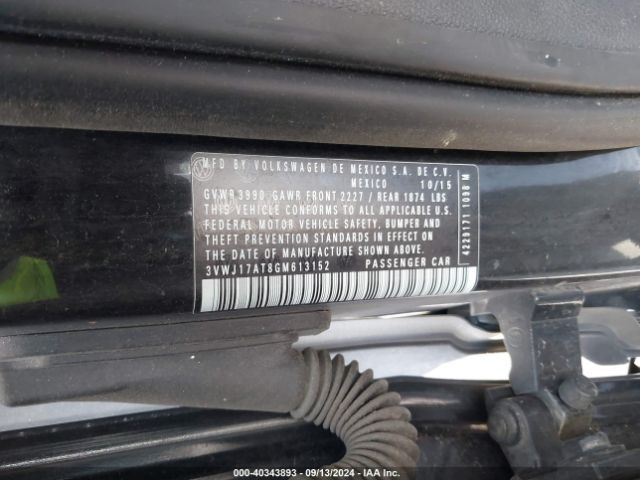 MFD BY VOLKSWAGEN DE MEXICO S.A. DE C.V.
MEXICO 10/15
GVWR 3990 GAWR FRONT 2227 / REAR 1874 LBS
THIS VEHICLE CONFORMS TO ALL APPLICABLE U.S.
FEDERAL MOTOR VEHICLE SAFETY, BUMPER AND
THEFT PREVENTION STANDARDS IN EFFECT ON THE
DATE OF MANUFACTURE SHOWN ABOVE.
3VWJ17AT8GM613152 PASSENGER CAR
4329171 1098 M
000-40343893 - 09/13/2024 - IAA Inc.